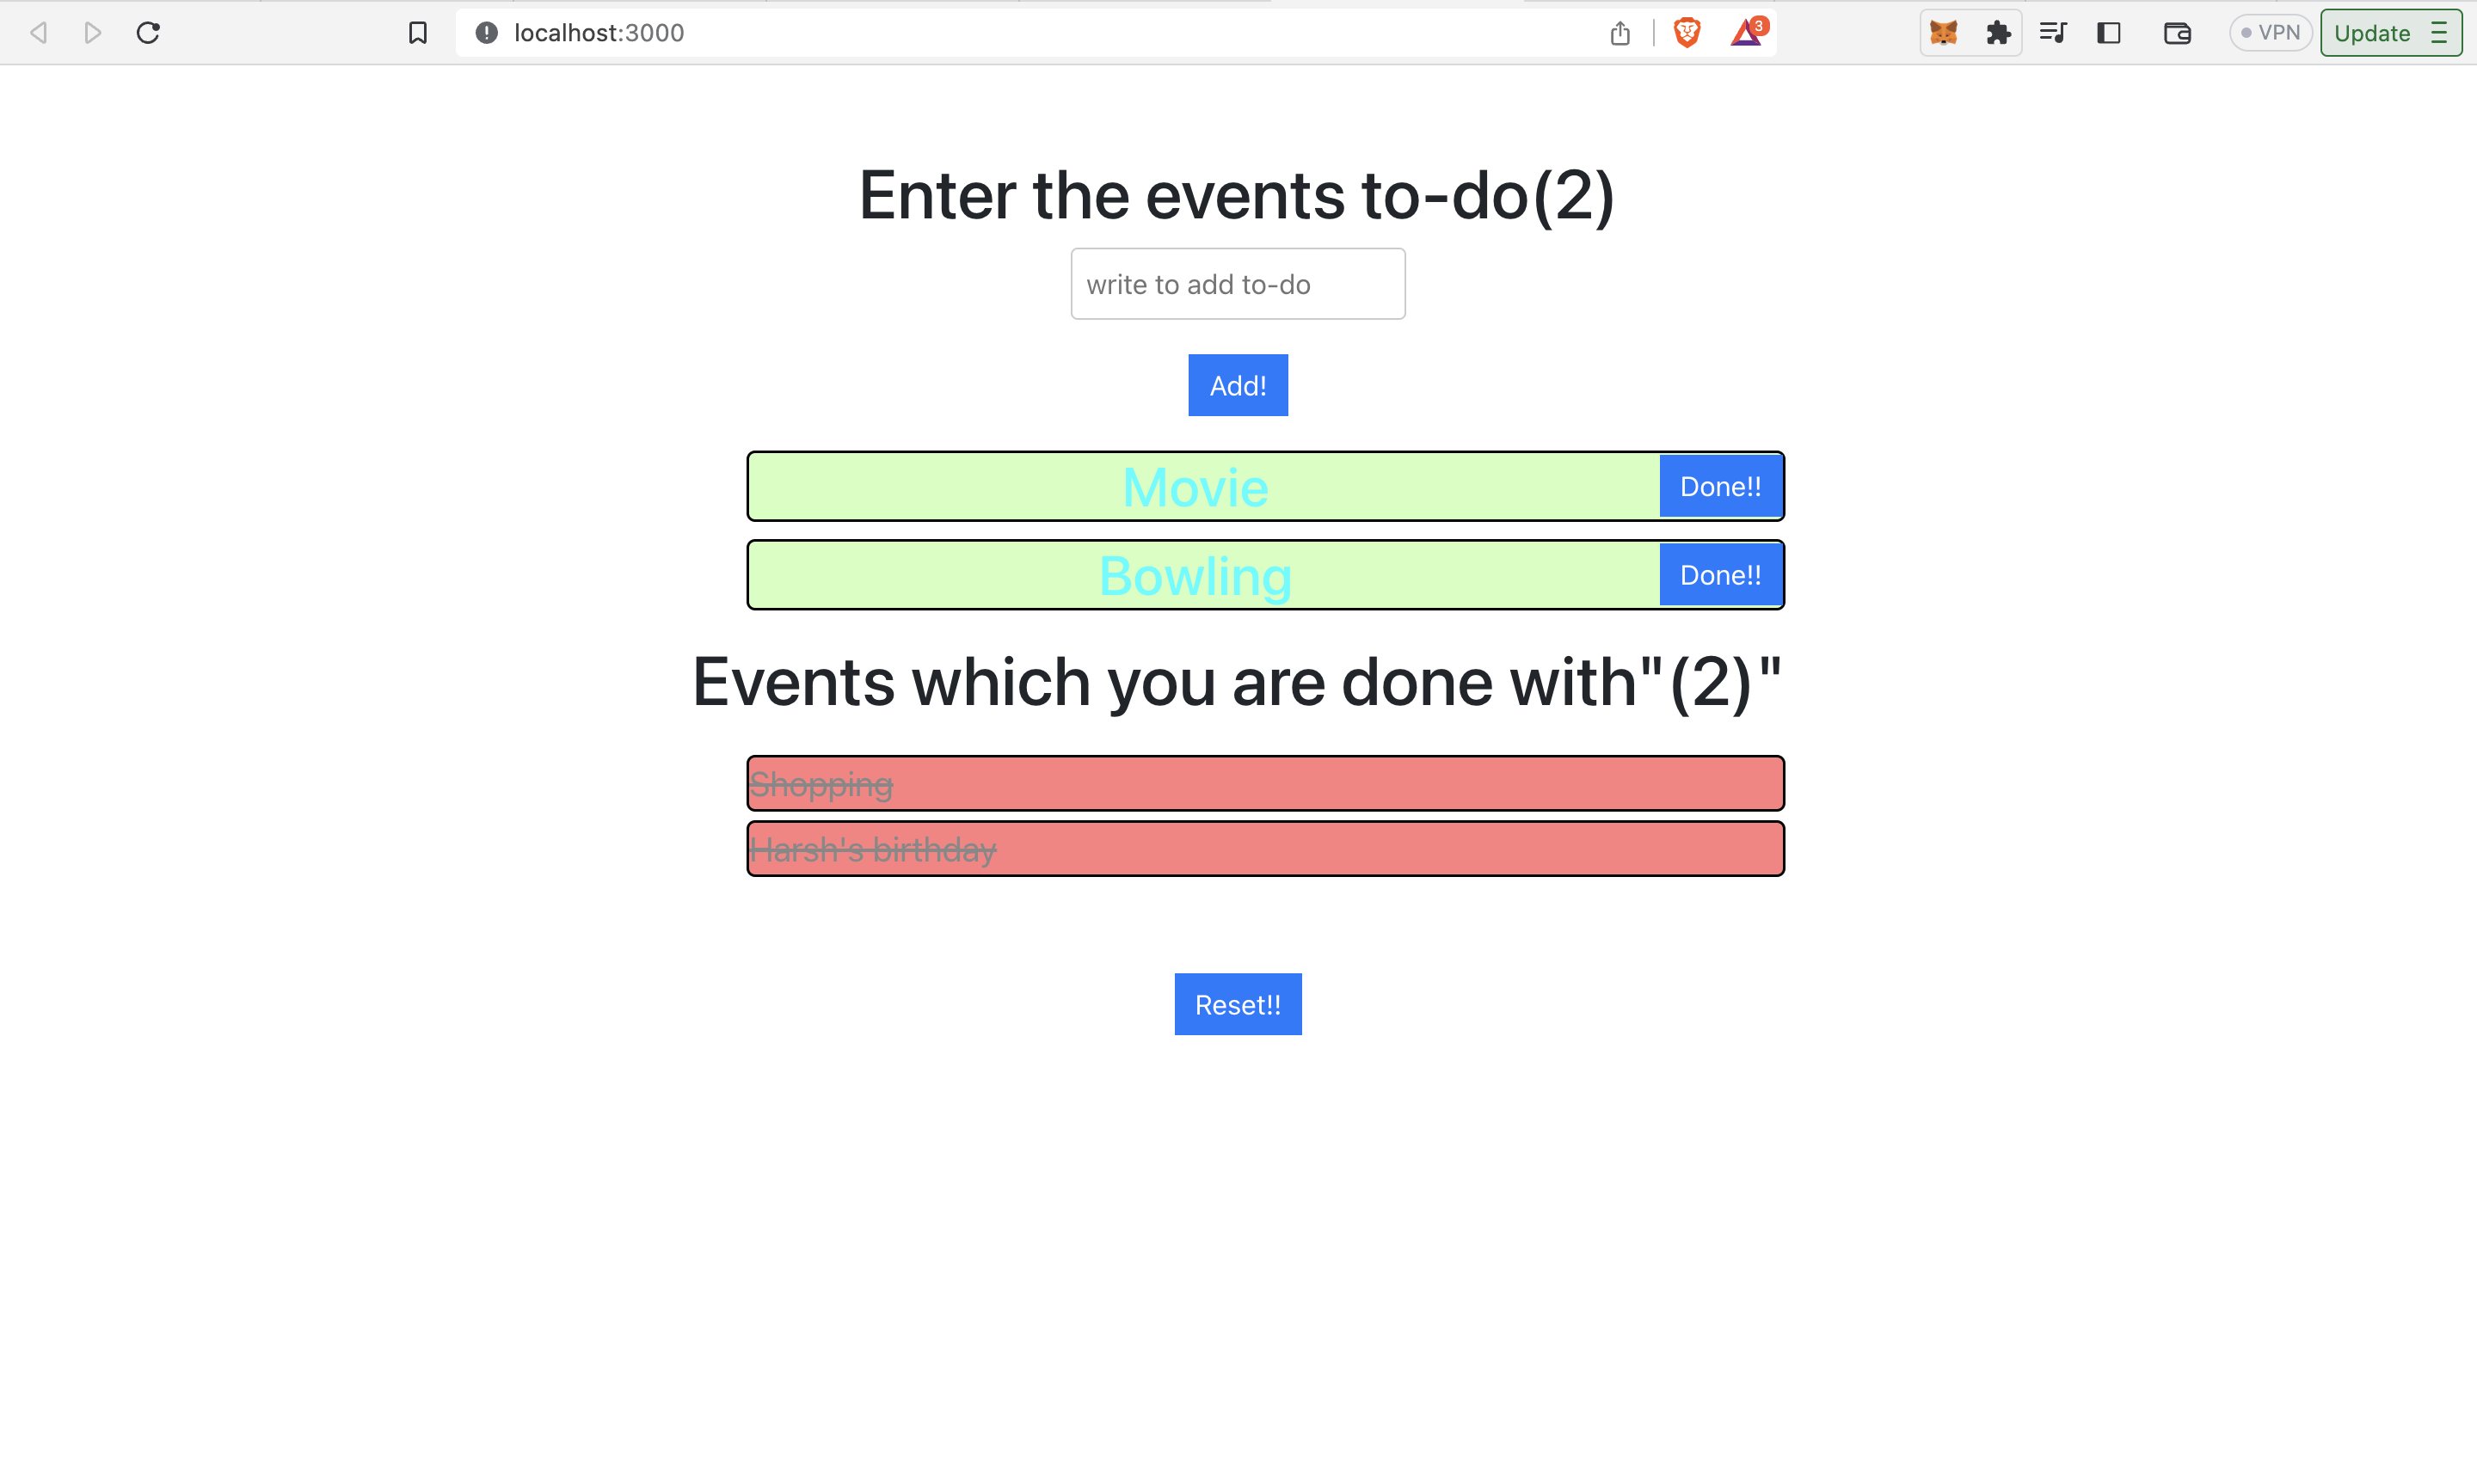 localhost:3000
3
VPN
Update
Enter the events to-do(2)
write to add to-do
Add!
Movie
Done!!
Bowling
Done!!
Events which you are done with"(2)"
Shopping
Harsh's birthday
Reset!!